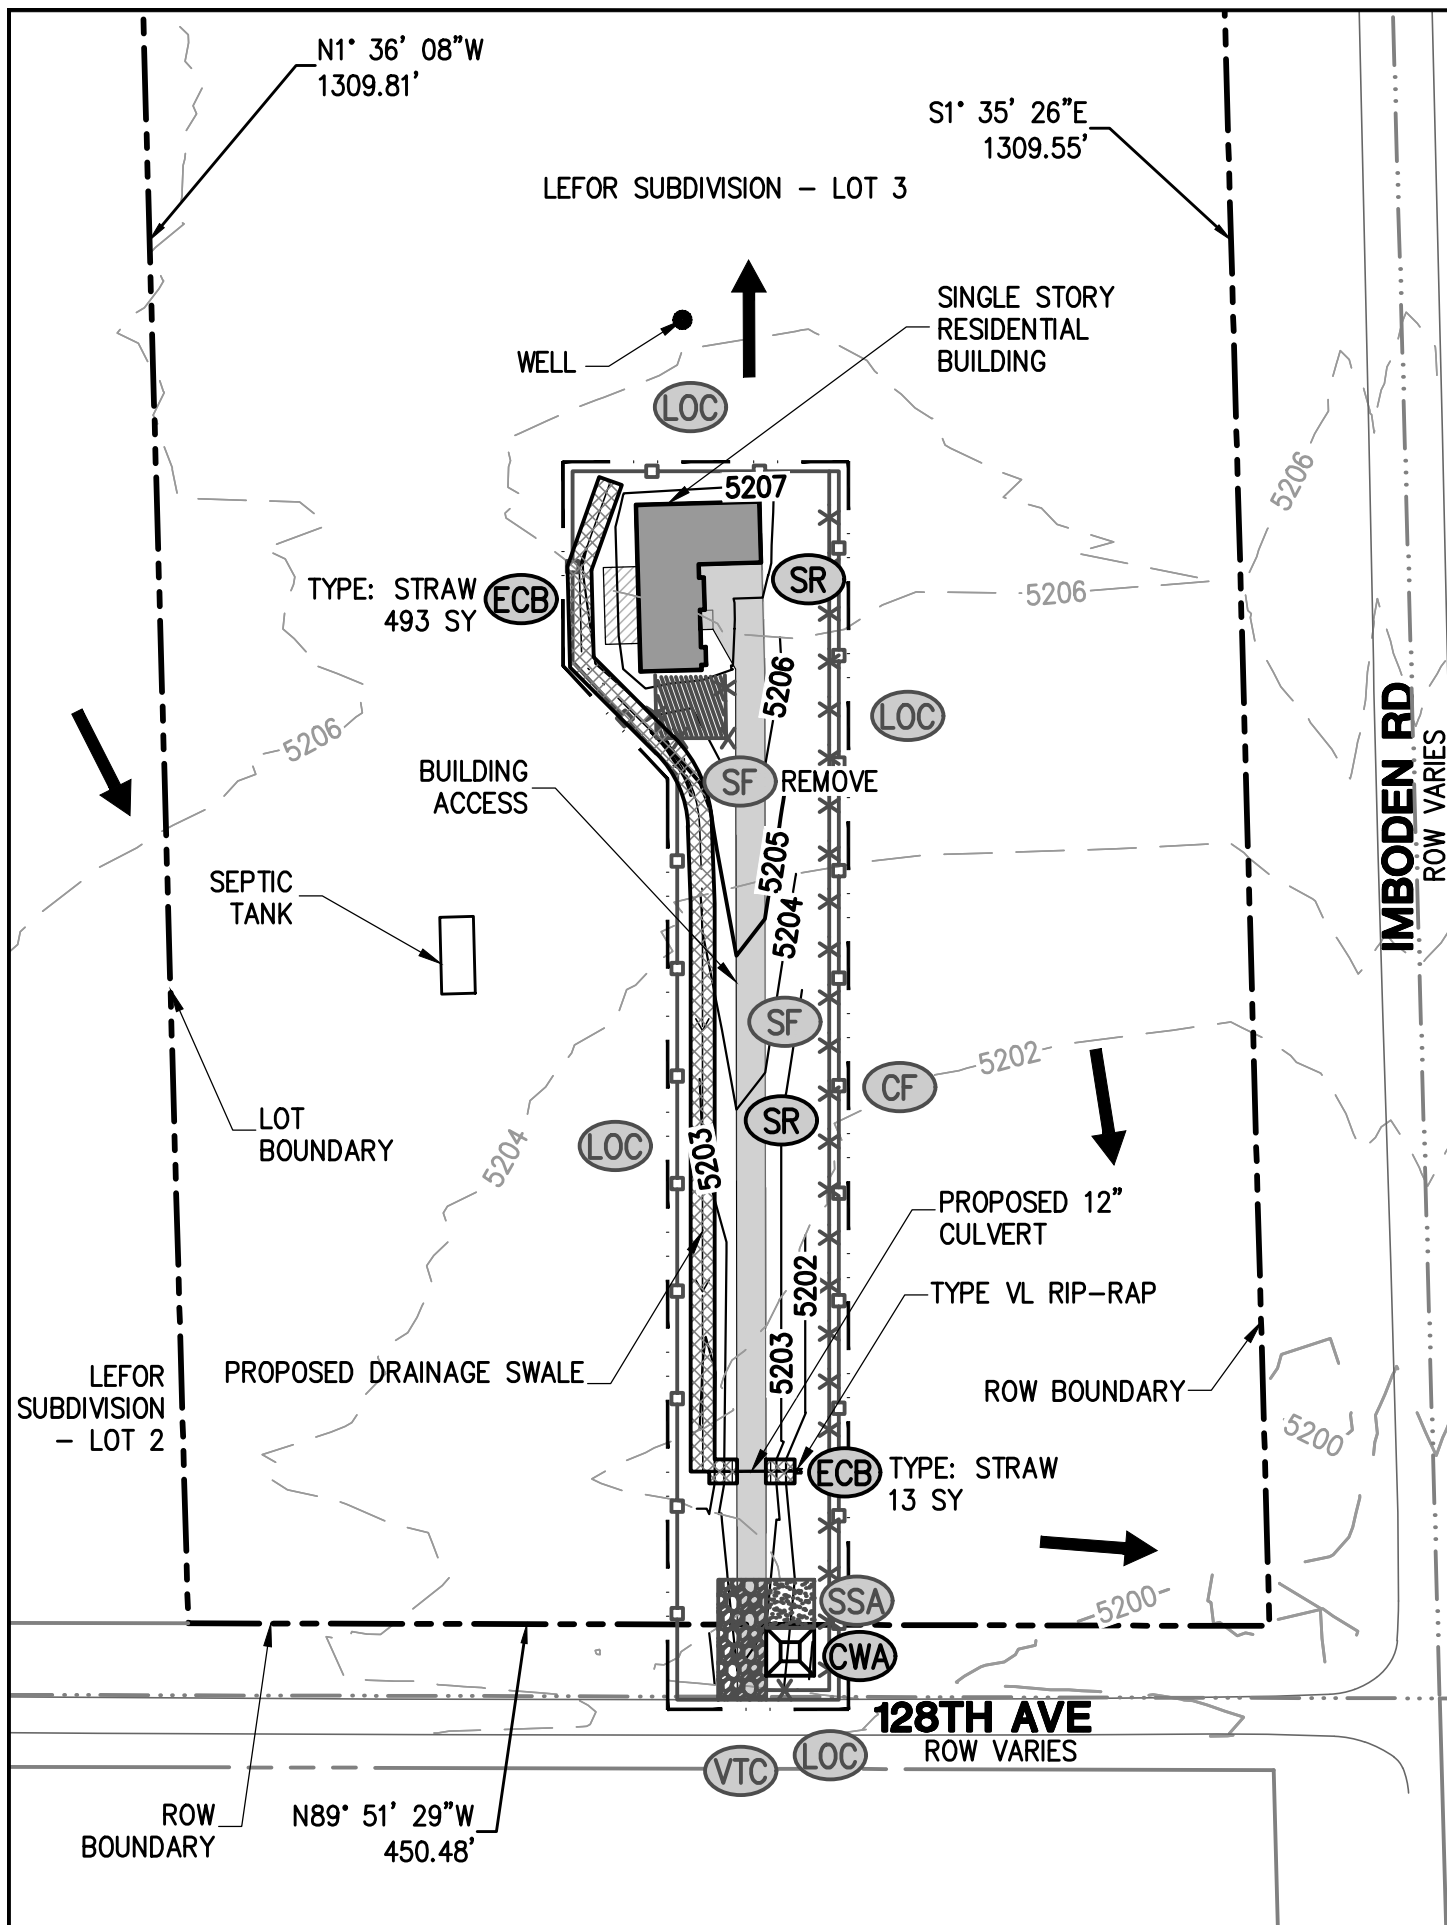 N1° 36' 08"W
1309.81'
S1° 35' 26"E
1309.55'
LEFOR SUBDIVISION - LOT 3
SINGLE STORY
RESIDENTIAL
BUILDING
WELL
LOC
5207
5206
SR
TYPE: STRAW
493 SY
ECB
5206
5206
LOC
IMBODEN RD
ROW VARIES
5206
BUILDING
ACCESS
SF
REMOVE
5205
SEPTIC
TANK
5204
SF
5202
CF
SR
LOT
BOUNDARY
LOC
5204
5203
PROPOSED 12"
CULVERT
5202
TYPE VL RIP-RAP
5203
PROPOSED DRAINAGE SWALE
LEFOR
SUBDIVISION
- LOT 2
ROW BOUNDARY
5200
ECB
TYPE: STRAW
13 SY
SSA
5200
CWA
128TH AVE
ROW VARIES
VTC
LOC
ROW
BOUNDARY
N89° 51' 29"W
450.48'